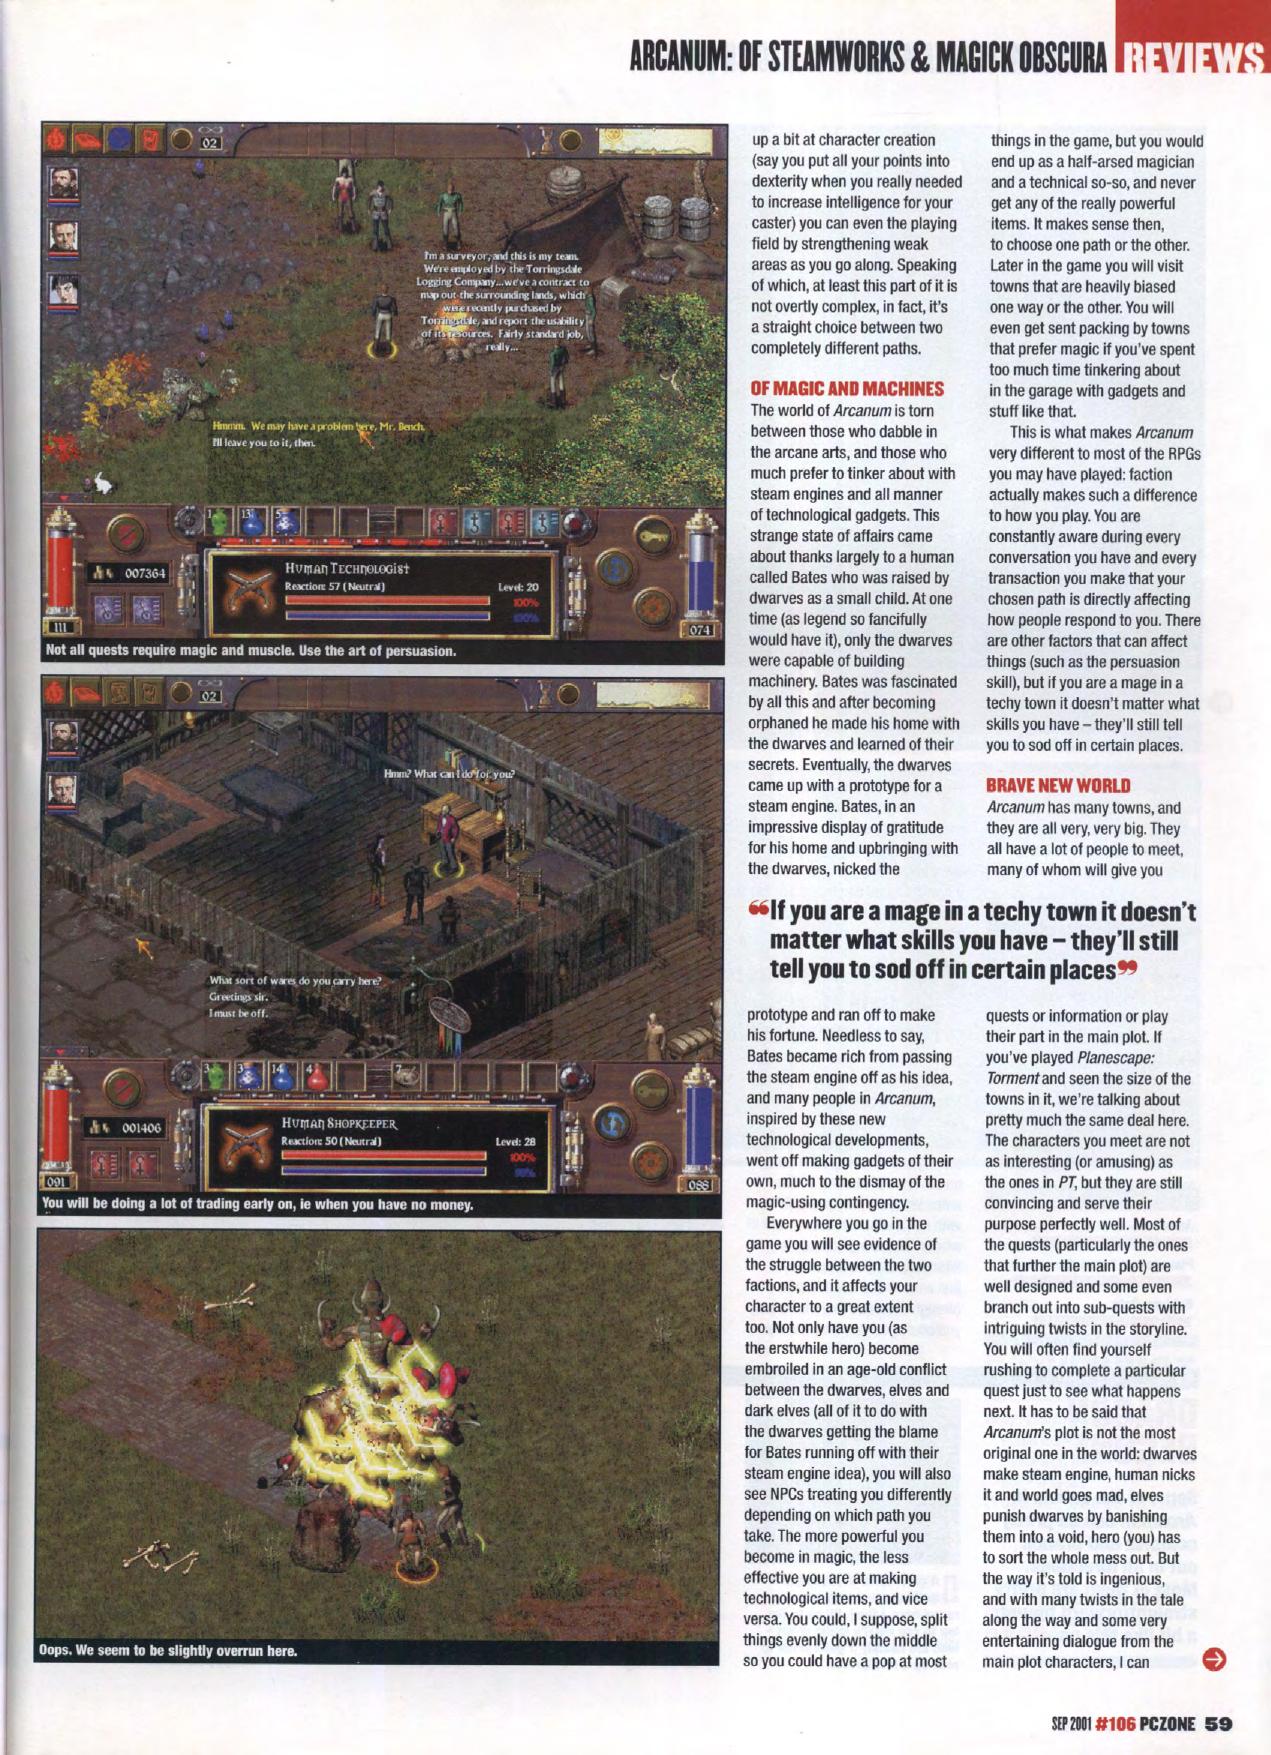 ARCANUM: OF STEAMWORKS & MAGICK OBSCURA REVIEWS
02
I'm a surveyor, and this is my team.
We're employed by the Torringsdale
Logging Company...we've a contract to
map out the surrounding lands, which
were recently purchased by
Torringsdale, and report the usability
of its resources. Fairly standard job,
really...
Hmmm. We may have a problem here, Mr. Bench.
I'll leave you to it, then.
1
13
5
HUMAN TECHNOLOGIST
Reaction: 57 (Neutral)
Level: 20
100%
100%
007364
111
074
Not all quests require magic and muscle. Use the art of persuasion.
02
Hmm? What can I do for you?
What sort of wares do you carry here?
Greetings sir.
I must be off.
3
3
14
4
7
HUMAN SHOPKEEPER
Reaction: 50 (Neutral)
Level: 28
100%
001406
091
088
You will be doing a lot of trading early on, ie when you have no money.
Oops. We seem to be slightly overrun here.
up a bit at character creation
(say you put all your points into
dexterity when you really needed
to increase intelligence for your
caster) you can even the playing
field by strengthening weak
areas as you go along. Speaking
of which, at least this part of it is
not overtly complex, in fact, it's
a straight choice between two
completely different paths.
OF MAGIC AND MACHINES
The world of Arcanum is torn
between those who dabble in
the arcane arts, and those who
much prefer to tinker about with
steam engines and all manner
of technological gadgets. This
strange state of affairs came
about thanks largely to a human
called Bates who was raised by
dwarves as a small child. At one
time (as legend so fancifully
would have it), only the dwarves
were capable of building
machinery. Bates was fascinated
by all this and after becoming
orphaned he made his home with
the dwarves and learned of their
secrets. Eventually, the dwarves
came up with a prototype for a
steam engine. Bates, in an
impressive display of gratitude
for his home and upbringing with
the dwarves, nicked the
prototype and ran off to make
his fortune. Needless to say,
Bates became rich from passing
the steam engine off as his idea,
and many people in Arcanum,
inspired by these new
technological developments,
went off making gadgets of their
own, much to the dismay of the
magic-using contingency.
Everywhere you go in the
game you will see evidence of
the struggle between the two
factions, and it affects your
character to a great extent
too. Not only have you (as
the erstwhile hero) become
embroiled in an age-old conflict
between the dwarves, elves and
dark elves (all of it to do with
the dwarves getting the blame
for Bates running off with their
steam engine idea), you will also
see NPCs treating you differently
depending on which path you
take. The more powerful you
become in magic, the less
effective you are at making
technological items, and vice
versa. You could, I suppose, split
things evenly down the middle
so you could have a pop at most
things in the game, but you would
end up as a half-arsed magician
and a technical so-so, and never
get any of the really powerful
items. It makes sense then,
to choose one path or the other.
Later in the game you will visit
towns that are heavily biased
one way or the other. You will
even get sent packing by towns
that prefer magic if you've spent
too much time tinkering about
in the garage with gadgets and
stuff like that.
This is what makes Arcanum
very different to most of the RPGs
you may have played: faction
actually makes such a difference
to how you play. You are
constantly aware during every
conversation you have and every
transaction you make that your
chosen path is directly affecting
how people respond to you. There
are other factors that can affect
things (such as the persuasion
skill), but if you are a mage in a
techy town it doesn't matter what
skills you have – they'll still tell
you to sod off in certain places.
BRAVE NEW WORLD
Arcanum has many towns, and
they are all very, very big. They
all have a lot of people to meet,
many of whom will give you
“If you are a mage in a techy town it doesn't
matter what skills you have – they'll still
tell you to sod off in certain places”
quests or information or play
their part in the main plot. If
you've played Planescape:
Torment and seen the size of the
towns in it, we're talking about
pretty much the same deal here.
The characters you meet are not
as interesting (or amusing) as
the ones in PT, but they are still
convincing and serve their
purpose perfectly well. Most of
the quests (particularly the ones
that further the main plot) are
well designed and some even
branch out into sub-quests with
intriguing twists in the storyline.
You will often find yourself
rushing to complete a particular
quest just to see what happens
next. It has to be said that
Arcanum's plot is not the most
original one in the world: dwarves
make steam engine, human nicks
it and world goes mad, elves
punish dwarves by banishing
them into a void, hero (you) has
to sort the whole mess out. But
the way it's told is ingenious,
and with many twists in the tale
along the way and some very
entertaining dialogue from the
main plot characters, I can
SEP 2001 #106 PCZONE 59